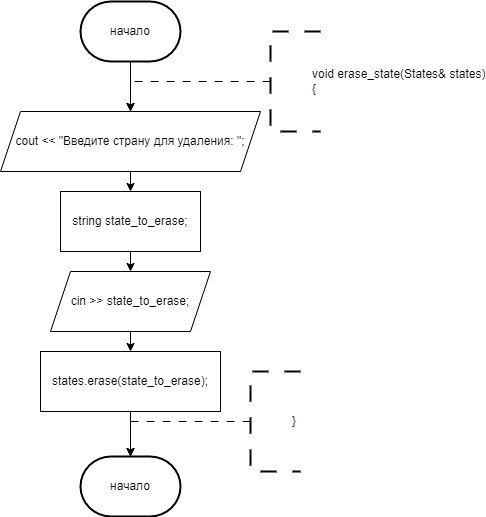 начало
void erase_state(States& states)
{
cout << "Введите страну для удаления: ";
string state_to_erase;
cin >> state_to_erase;
states.erase(state_to_erase);
}
начало